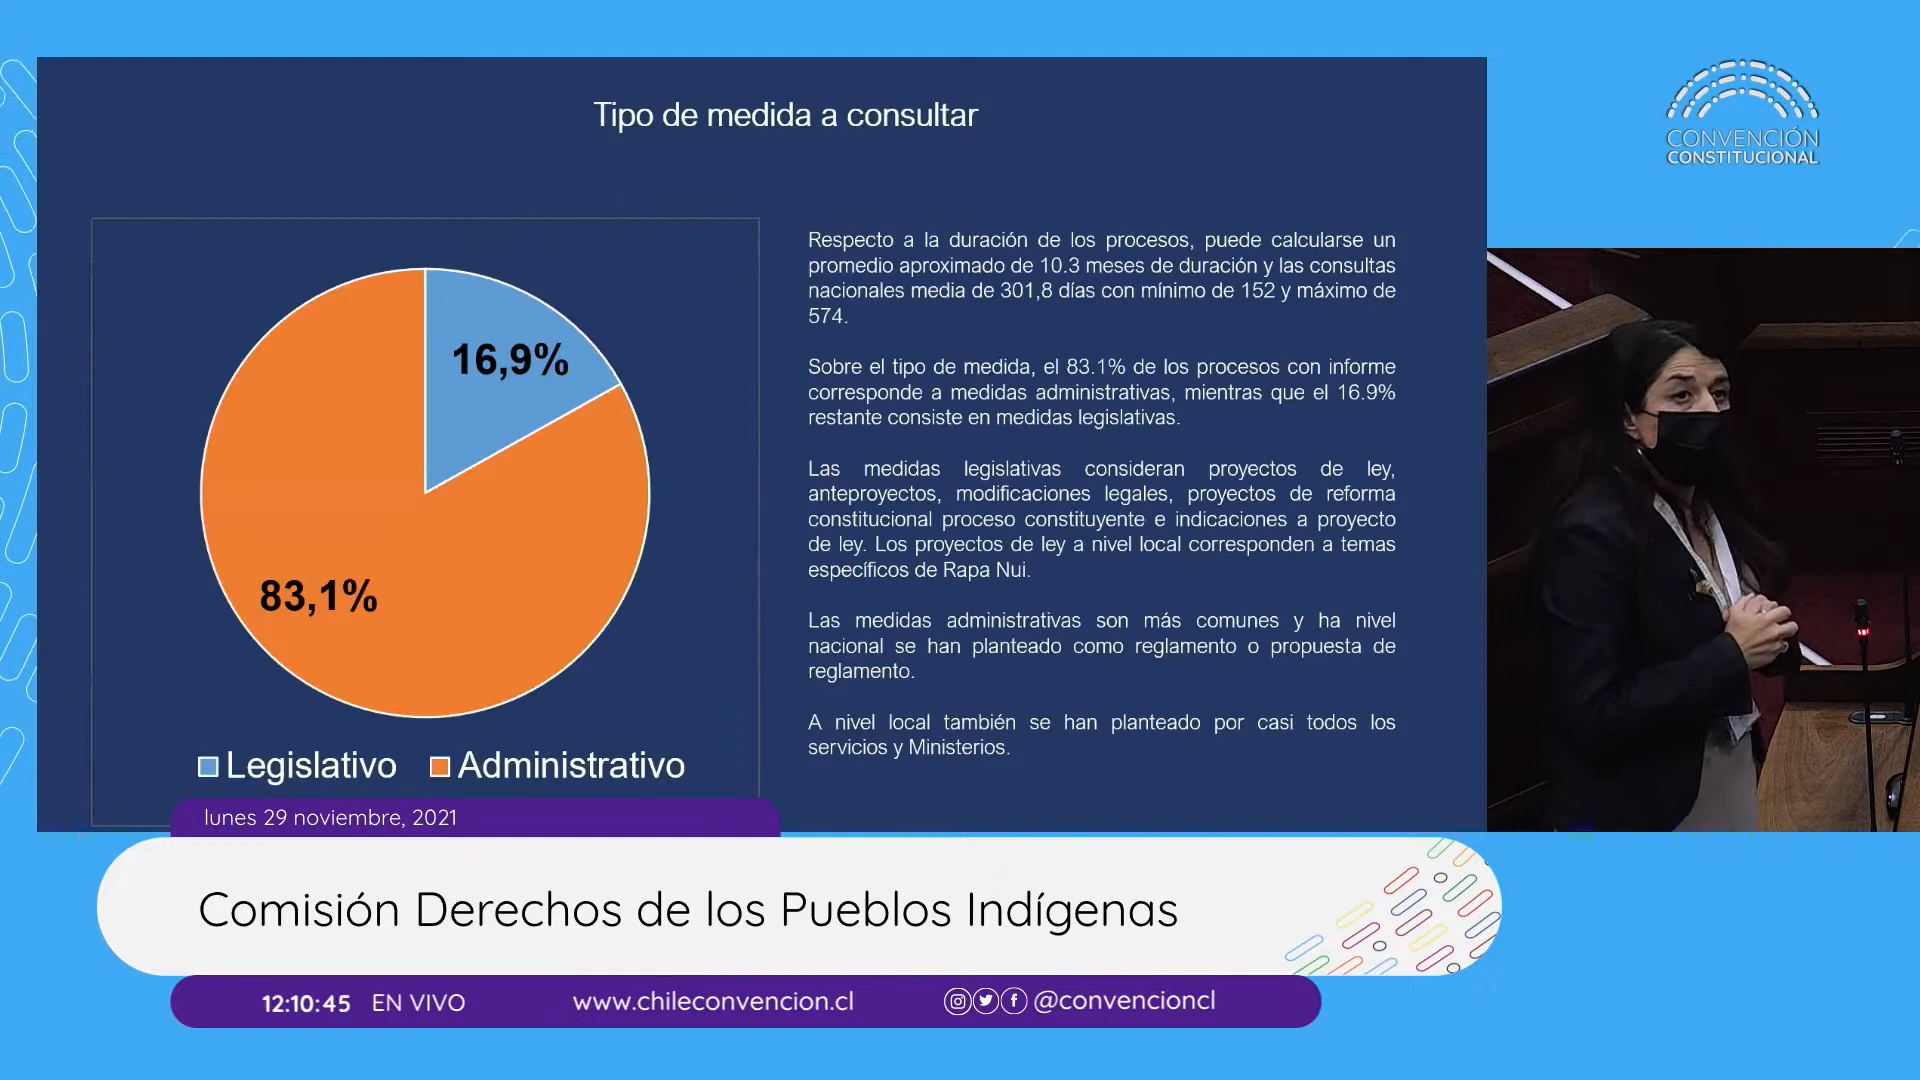 Tipo de medida a consultar
CONVENCIÓN
CONSTITUCIONAL
16,9%
83,1%
Legislativo
Administrativo
Respecto a la duración de los procesos, puede calcularse un
promedio aproximado de 10.3 meses de duración y las consultas
nacionales media de 301,8 días con mínimo de 152 y máximo de
574.
Sobre el tipo de medida, el 83.1% de los procesos con informe
corresponde a medidas administrativas, mientras que el 16.9%
restante consiste en medidas legislativas.
Las medidas legislativas consideran proyectos de ley,
anteproyectos, modificaciones legales, proyectos de reforma
constitucional proceso constituyente e indicaciones a proyecto
de ley. Los proyectos de ley a nivel local corresponden a temas
específicos de Rapa Nui.
Las medidas administrativas son más comunes y ha nivel
nacional se han planteado como reglamento o propuesta de
reglamento.
A nivel local también se han planteado por casi todos los
servicios y Ministerios.
lunes 29 noviembre, 2021
Comisión Derechos de los Pueblos Indígenas
12:10:45 EN VIVO www.chileconvencion.cl @convencioncl